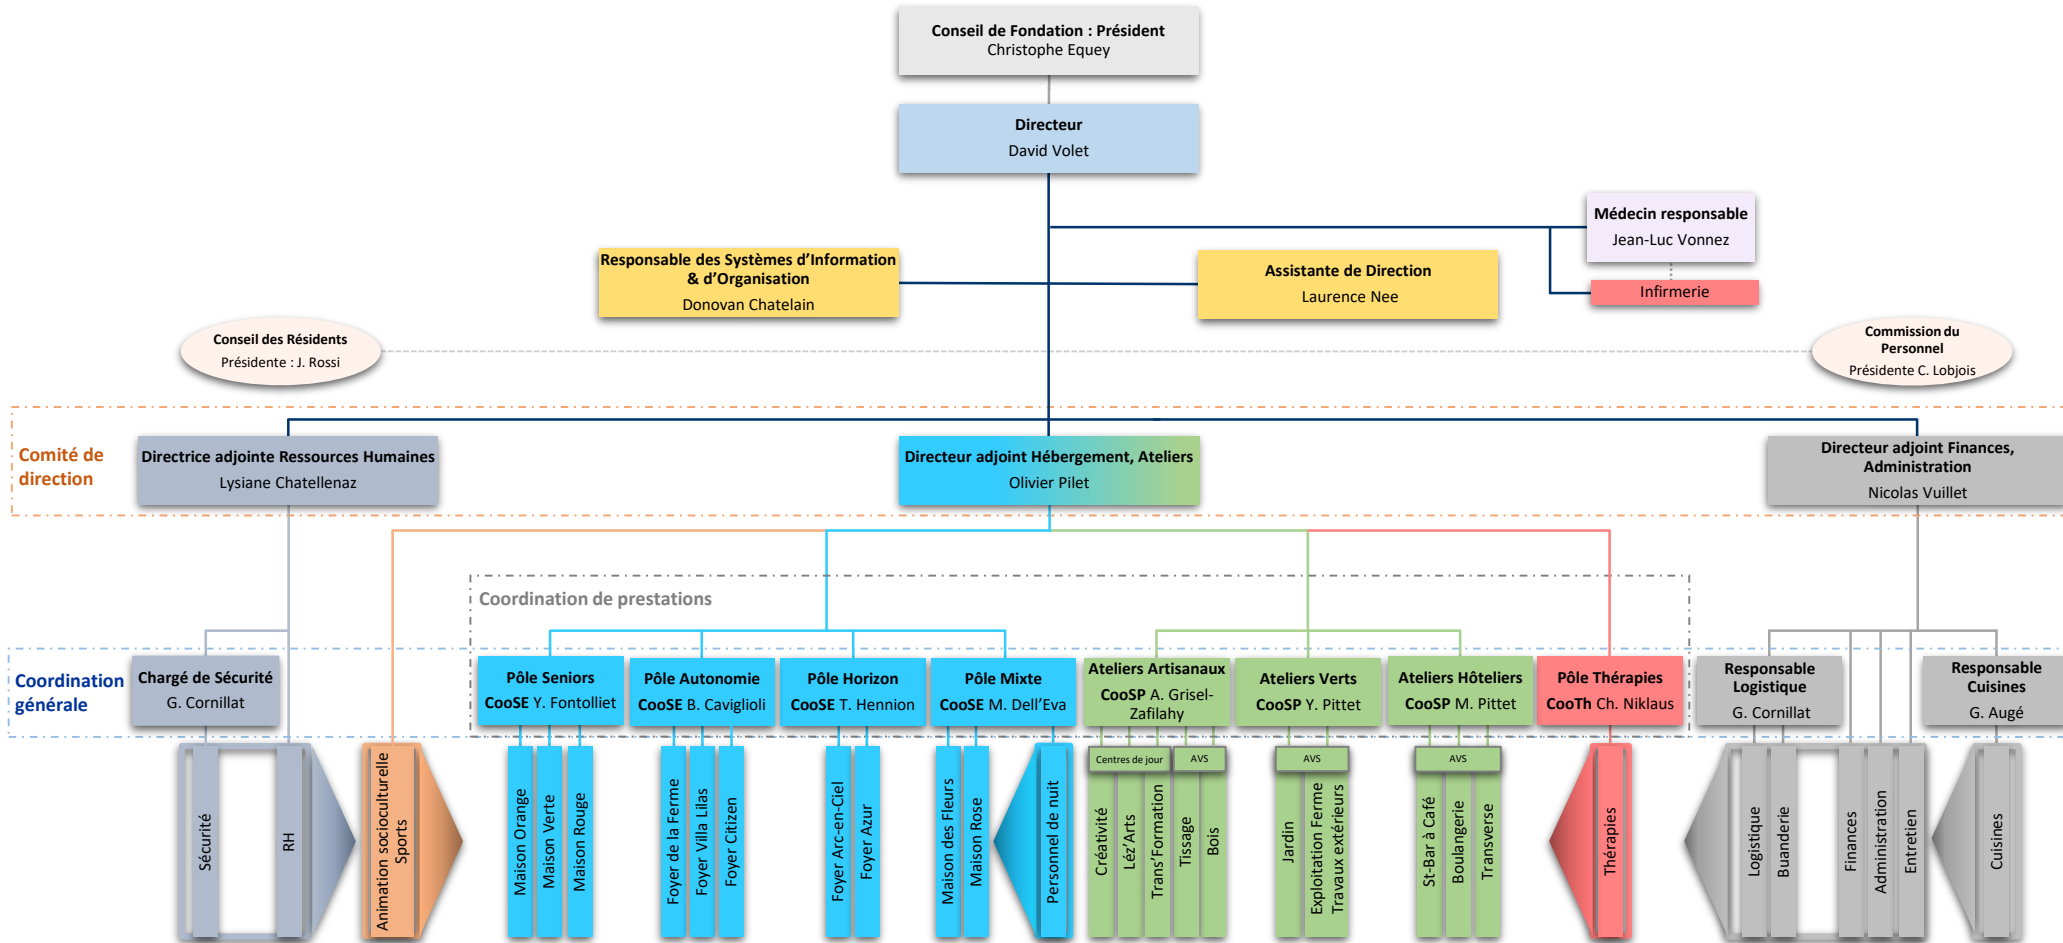 Conseil de Fondation : Président
Christophe Equey
Directeur
David Volet
Médecin responsable
Jean-Luc Vonnez
Infirmerie
Responsable des Systèmes d’Information
& d’Organisation
Donovan Chatelain
Assistante de Direction
Laurence Nee
Conseil des Résidents
Présidente : J. Rossi
Commission du
Personnel
Présidente C. Lobjois
Comité de
direction
Directrice adjointe Ressources Humaines
Lysiane Chatellenaz
Directeur adjoint Hébergement, Ateliers
Olivier Pilet
Directeur adjoint Finances,
Administration
Nicolas Vuillet
Coordination de prestations
Coordination
générale
Chargé de Sécurité
G. Cornillat
Pôle Seniors
CooSE Y. Fontolliet
Pôle Autonomie
CooSE B. Caviglioli
Pôle Horizon
CooSE T. Hennion
Pôle Mixte
CooSE M. Dell’Eva
Ateliers Artisanaux
CooSP A. Grisel-
Zafilahy
Ateliers Verts
CooSP Y. Pittet
Ateliers Hôteliers
CooSP M. Pittet
Pôle Thérapies
CooTh Ch. Niklaus
Responsable
Logistique
G. Cornillat
Responsable
Cuisines
G. Augé
Sécurité
RH
Animation socioculturelle
Sports
Maison Orange
Maison Verte
Maison Rouge
Foyer de la Ferme
Foyer Villa Lilas
Foyer Citizen
Foyer Arc-en-Ciel
Foyer Azur
Maison des Fleurs
Maison Rose
Personnel de nuit
Centres de jour
Créativité
Léz’Arts
Trans’Formation
AVS
Tissage
Bois
AVS
Jardin
Exploitation Ferme
Travaux extérieurs
AVS
St-Bar à Café
Boulangerie
Transverse
Thérapies
Logistique
Buanderie
Finances
Administration
Entretien
Cuisines